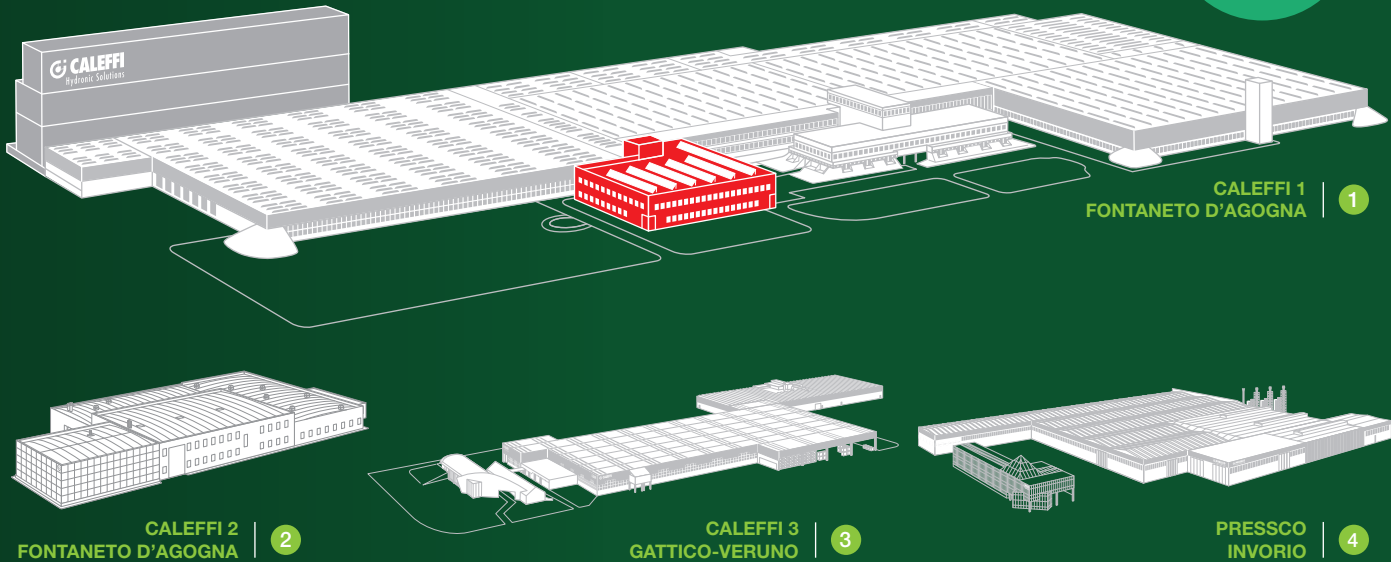 CALEFFI
Hydronic Solutions
CALEFFI 1
FONTANETO D'AGOGNA
1
CALEFFI 2
FONTANETO D'AGOGNA
2
CALEFFI 3
GATTICO-VERUNO
3
PRESSCO
INVORIO
4